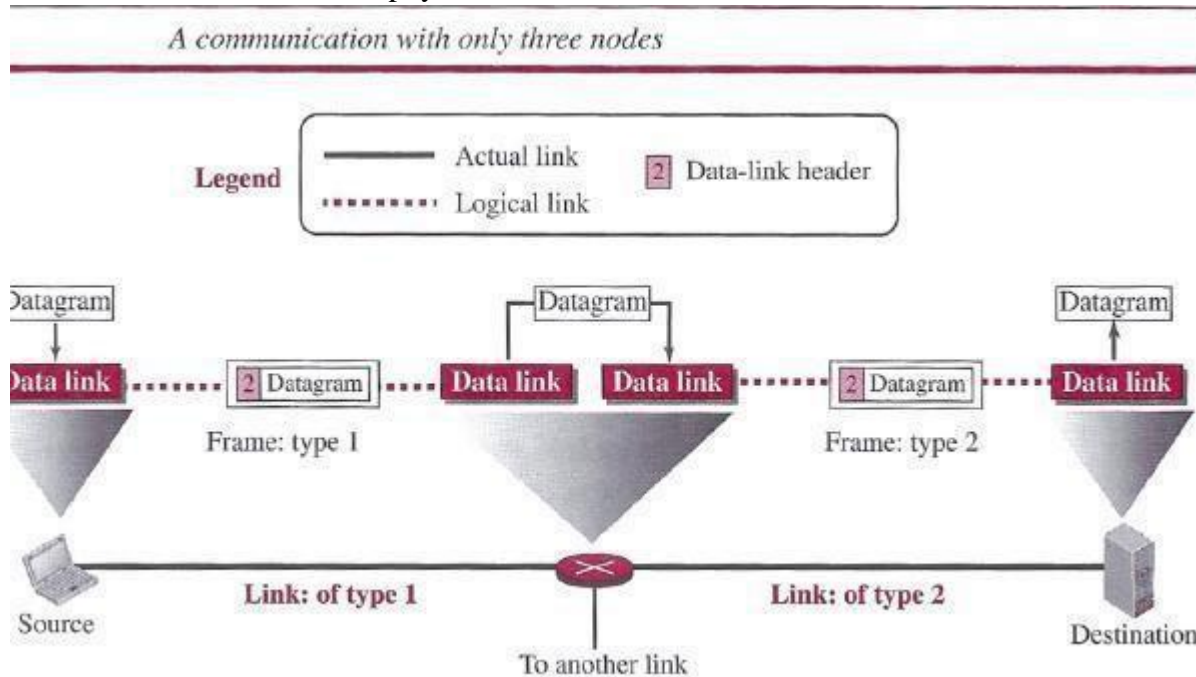 A communication with only three nodes
Legend
Actual link
Logical link
2 Data-link header
Datagram
Datagram
Datagram
Data link
2 Datagram
Data link
Data link
2 Datagram
Data link
Frame: type 1
Frame: type 2
Link: of type 1
Link: of type 2
Source
Destination
To another link